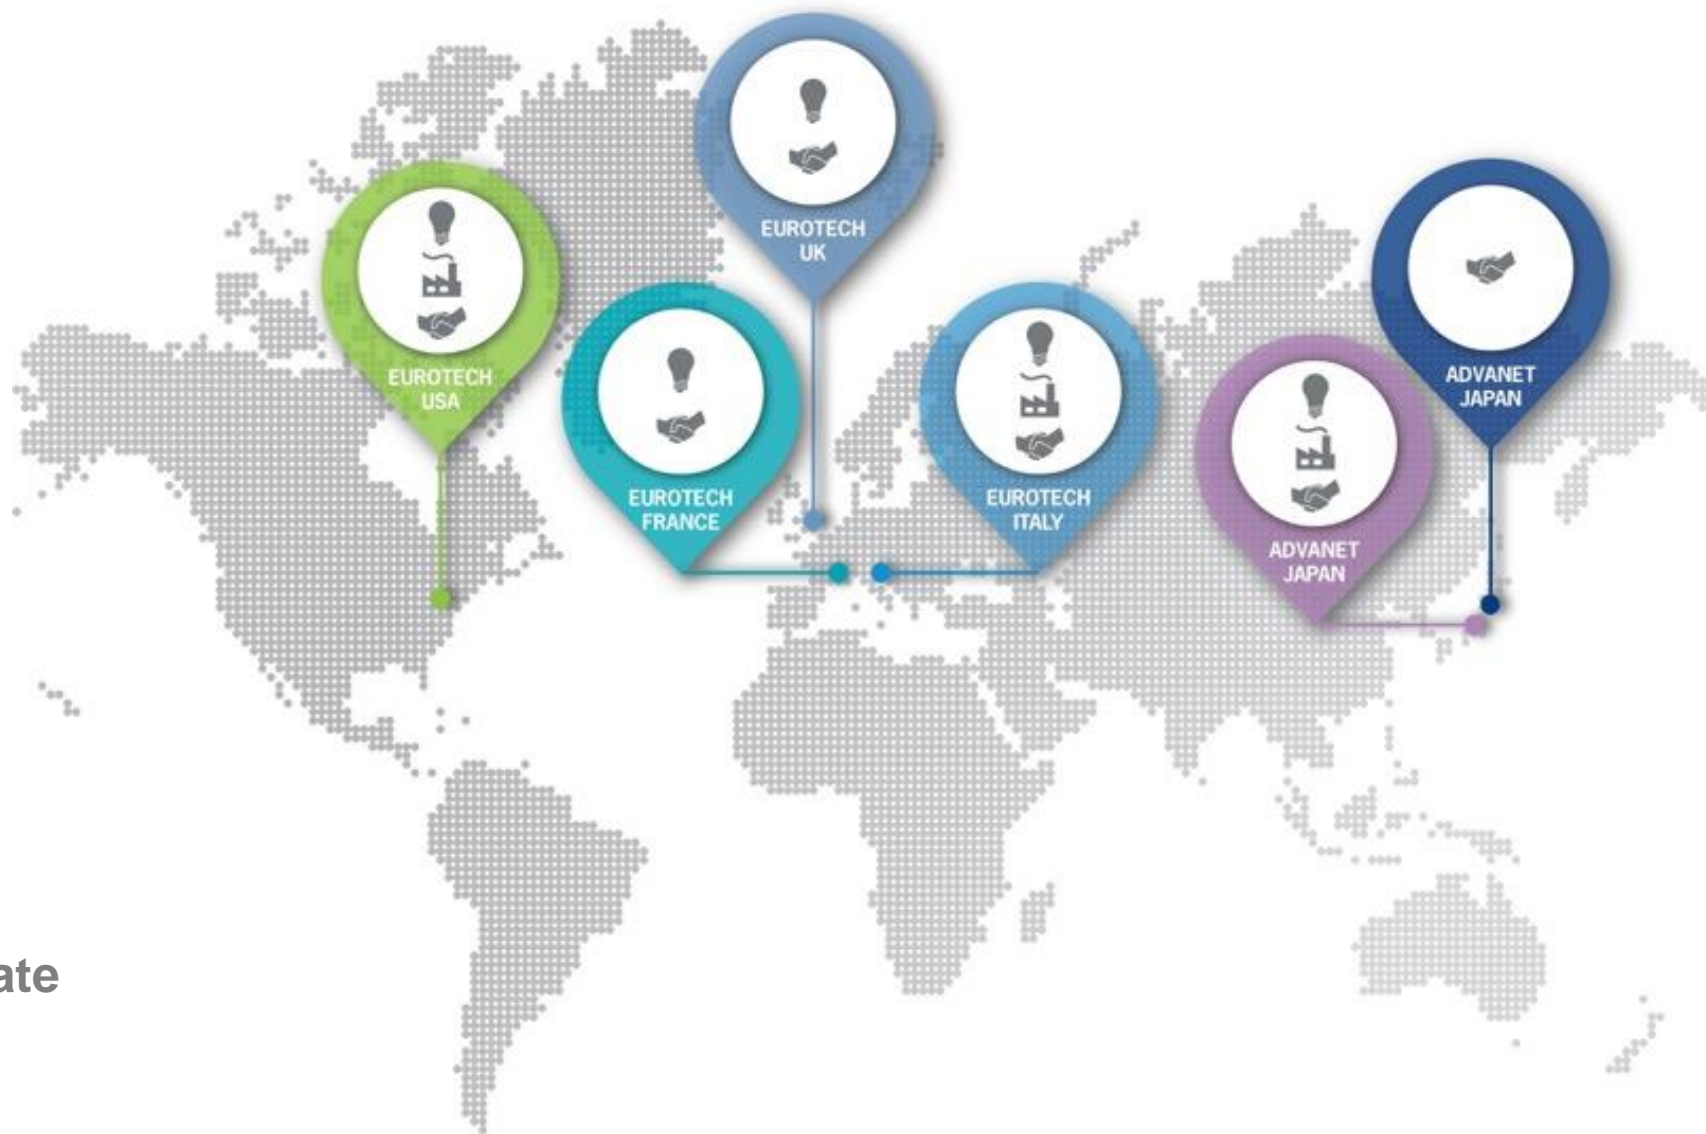 EUROTECH
UK
EUROTECH
USA
ADVANET
JAPAN
EUROTECH
FRANCE
EUROTECH
ITALY
ADVANET
JAPAN
ate